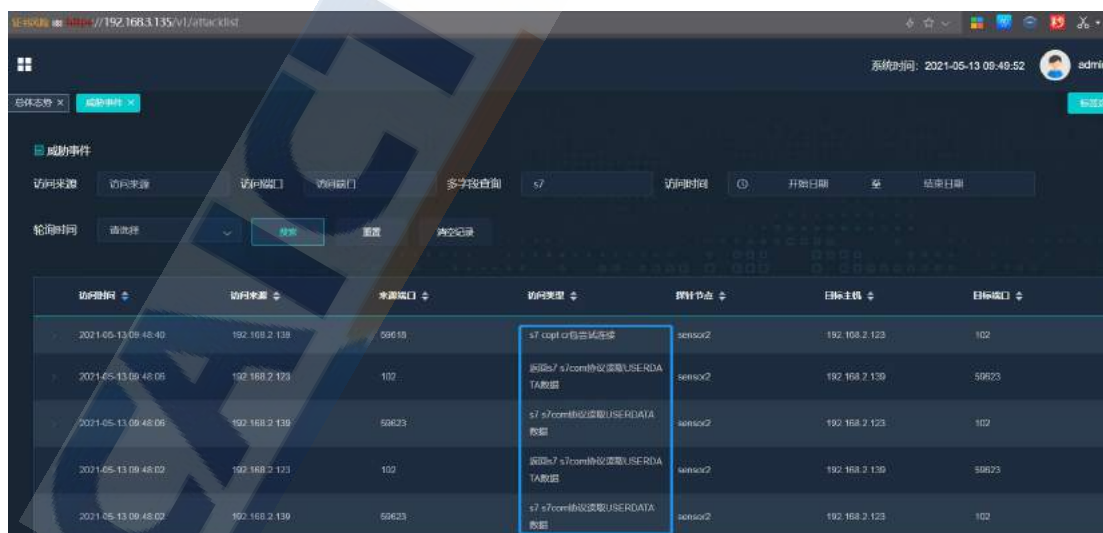 //192.168.3.135/v1/attacklist
系统时间: 2021-05-13 09:49:52
admin
总体态势 ×
威胁事件 ×
威胁事件
访问来源 访问来源 访问端口 访问端口 多字段查询 s7 访问时间 开始日期 至 结束日期
轮询时间 请选择 搜索 重置 清空记录
访问时间 访问来源 来源端口 访问类型 探针节点 目标主机 目标端口
2021-05-13 09:48:40 192.168.2.139 59618 s7 copt cr包尝试连接 sensor2 192.168.2.123 102
2021-05-13 09:48:06 192.168.2.123 102 返回s7 s7com协议读取USERDA
TA数据 sensor2 192.168.2.139 59623
2021-05-13 09:48:06 192.168.2.139 59623 s7 s7com协议读取USERDATA
数据 sensor2 192.168.2.123 102
2021-05-13 09:48:02 192.168.2.123 102 返回s7 s7com协议读取USERDA
TA数据 sensor2 192.168.2.139 59623
2021-05-13 09:48:02 192.168.2.139 59623 s7 s7com协议读取USERDATA
数据 sensor2 192.168.2.123 102